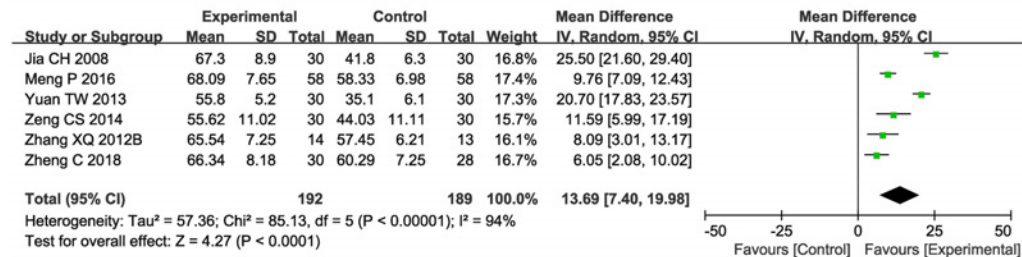 Experimental Control Mean Difference Mean Difference
Study or Subgroup Mean SD Total Mean SD Total Weight IV, Random, 95% CI IV, Random, 95% CI
Jia CH 2008 67.3 8.9 30 41.8 6.3 30 16.8% 25.50 [21.60, 29.40]
Meng P 2016 68.09 7.65 58 58.33 6.98 58 17.4% 9.76 [7.09, 12.43]
Yuan TW 2013 55.8 5.2 30 35.1 6.1 30 17.3% 20.70 [17.83, 23.57]
Zeng CS 2014 55.62 11.02 30 44.03 11.11 30 15.6% 11.59 [5.99, 17.19]
Zhang XQ 2012B 65.54 7.25 14 57.45 6.21 13 16.1% 8.09 [3.01, 13.17]
Zheng C 2018 66.34 8.18 30 60.29 7.25 28 16.7% 6.05 [2.08, 10.02]
Total (95% CI) 192 189 100.0% 13.69 [7.40, 19.98]
Heterogeneity: Tau² = 57.36; Chi² = 85.13, df = 5 (P < 0.00001); I² = 94%
Test for overall effect: Z = 4.27 (P < 0.0001)
-50 -25 0 25 50
Favours [Control] Favours [Experimental]